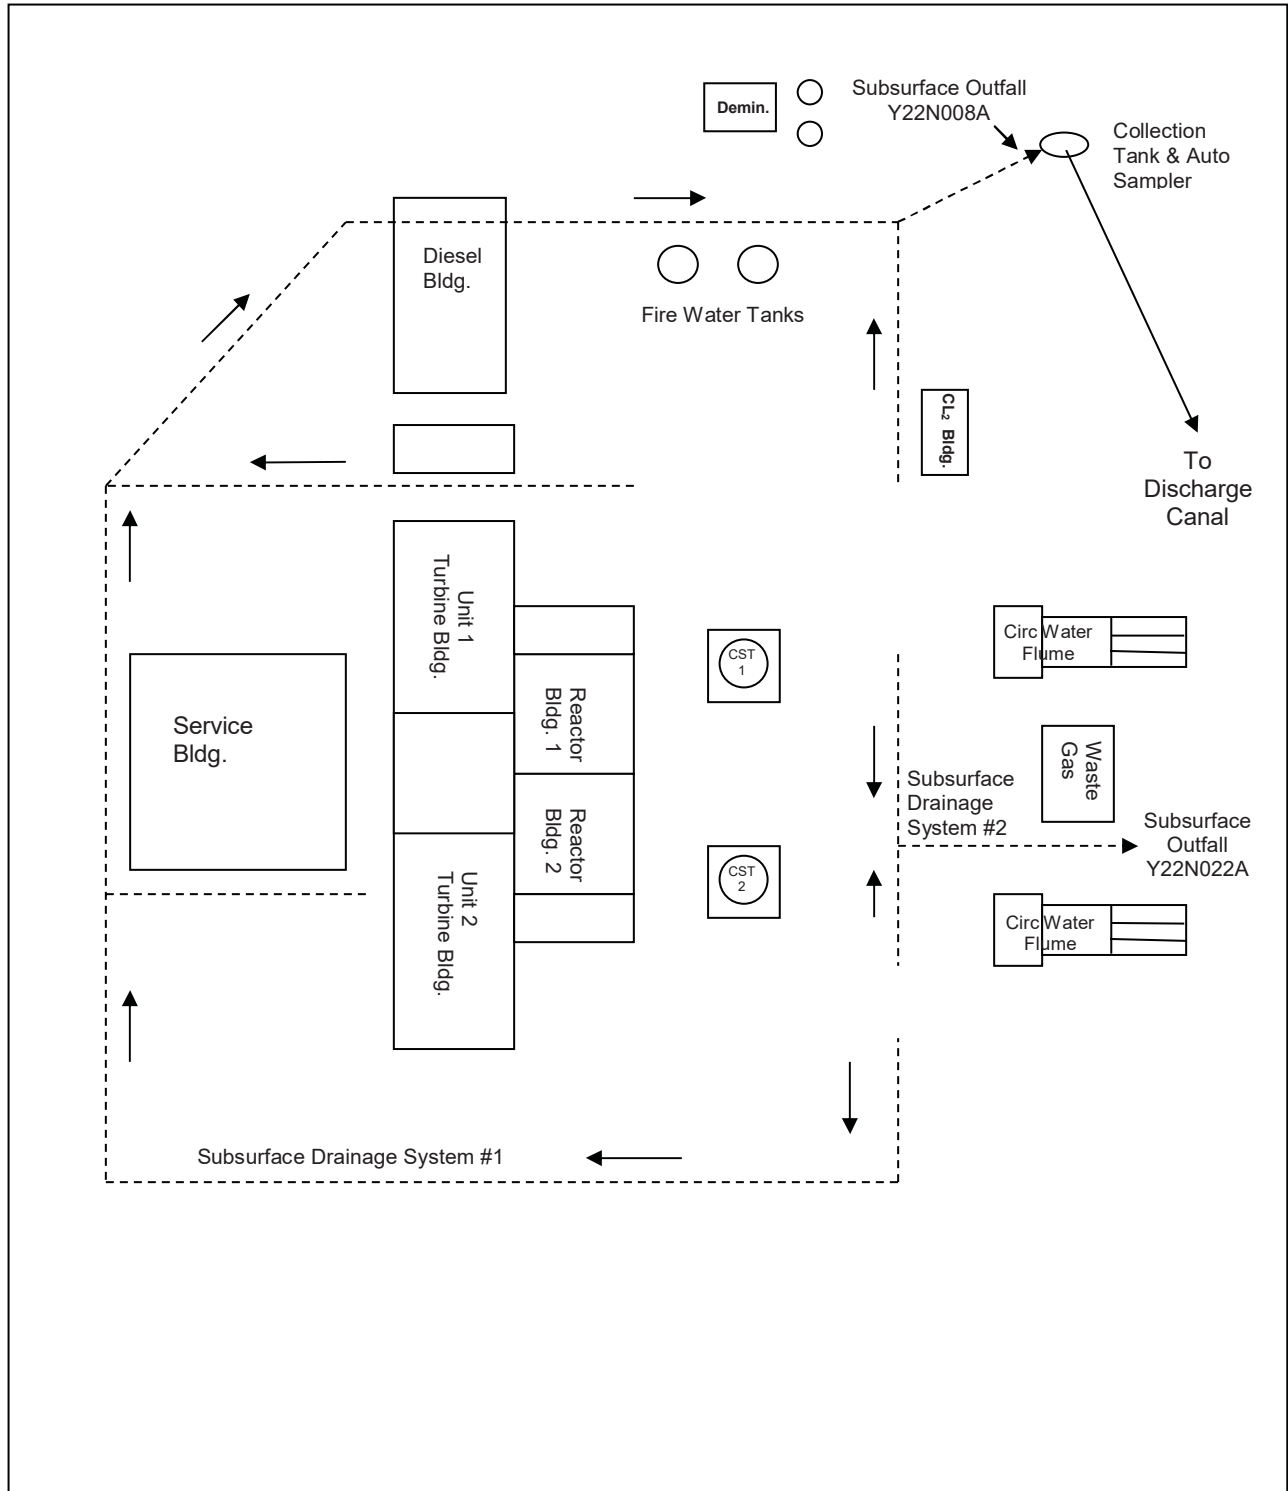 Demin.
Subsurface Outfall
Y22N008A
Collection
Tank & Auto
Sampler
Diesel
Bldg.
Fire Water Tanks
CL₂ Bldg.
To
Discharge
Canal
Unit 1
Turbine Bldg.
Circ Water
Flume
CST
1
Reactor
Bldg. 1
Service
Bldg.
Waste
Gas
Subsurface
Drainage
System #2
Subsurface
Outfall
Y22N022A
Reactor
Bldg. 2
CST
2
Unit 2
Turbine Bldg.
Circ Water
Flume
Subsurface Drainage System #1